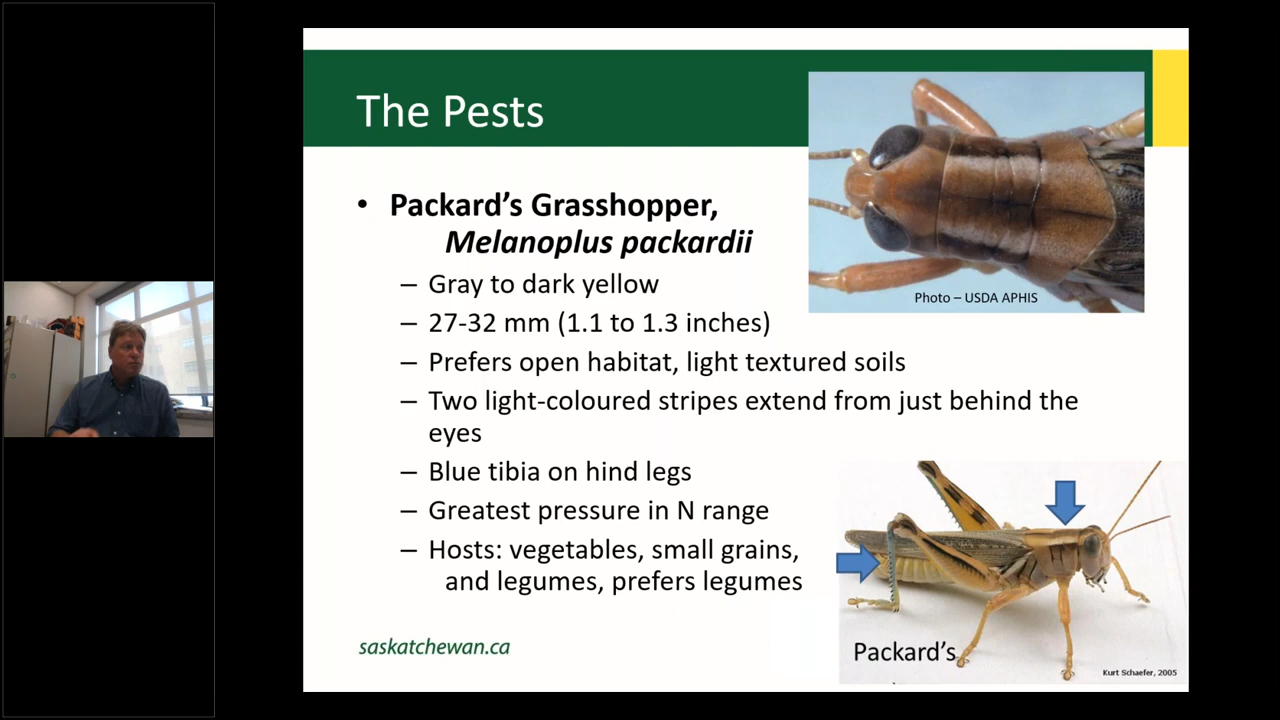 The Pests
• Packard’s Grasshopper,
Melanoplus packardii
– Gray to dark yellow
– 27-32 mm (1.1 to 1.3 inches)
– Prefers open habitat, light textured soils
– Two light-coloured stripes extend from just behind the
eyes
– Blue tibia on hind legs
– Greatest pressure in N range
– Hosts: vegetables, small grains,
and legumes, prefers legumes
Photo – USDA APHIS
Packard’s
Kurt Schaefer, 2005
saskatchewan.ca